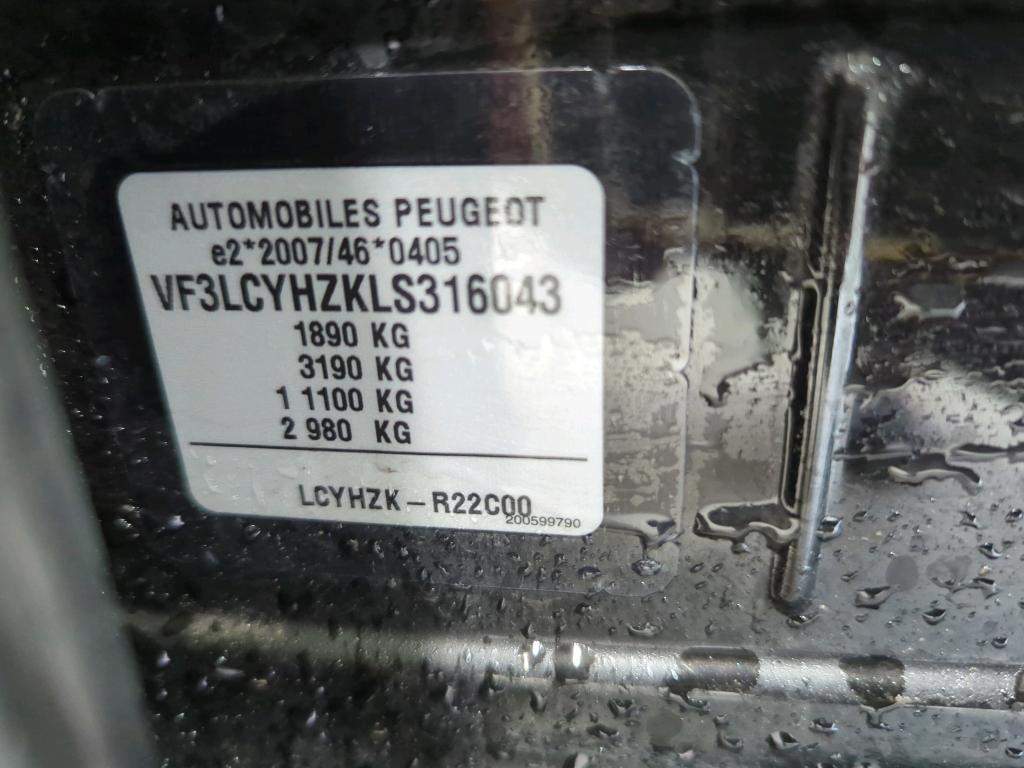 AUTOMOBILES PEUGEOT
e2*2007/46*0405
VF3LCYHZKLS316043
1890 KG
3190 KG
1 1100 KG
2 980 KG
LCYHZK - R22C00
200599790